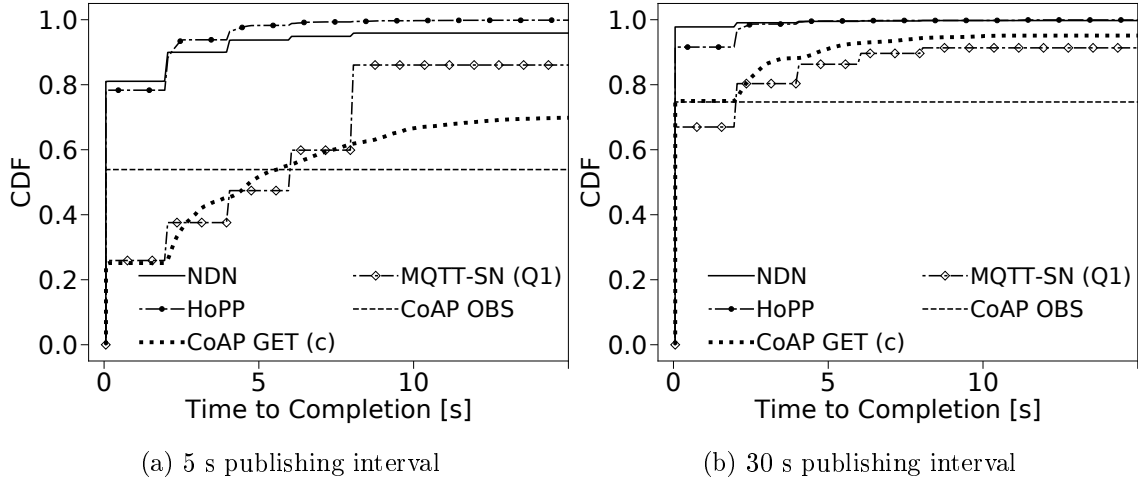 1.0
0.8
0.6
0.4
0.2
0.0
CDF
NDN
HoPP
CoAP GET (c)
MQTT-SN (Q1)
CoAP OBS
0 5 10
Time to Completion [s]
(a) 5 s publishing interval
1.0
0.8
0.6
0.4
0.2
0.0
CDF
NDN
HoPP
CoAP GET (c)
MQTT-SN (Q1)
CoAP OBS
0 5 10
Time to Completion [s]
(b) 30 s publishing interval